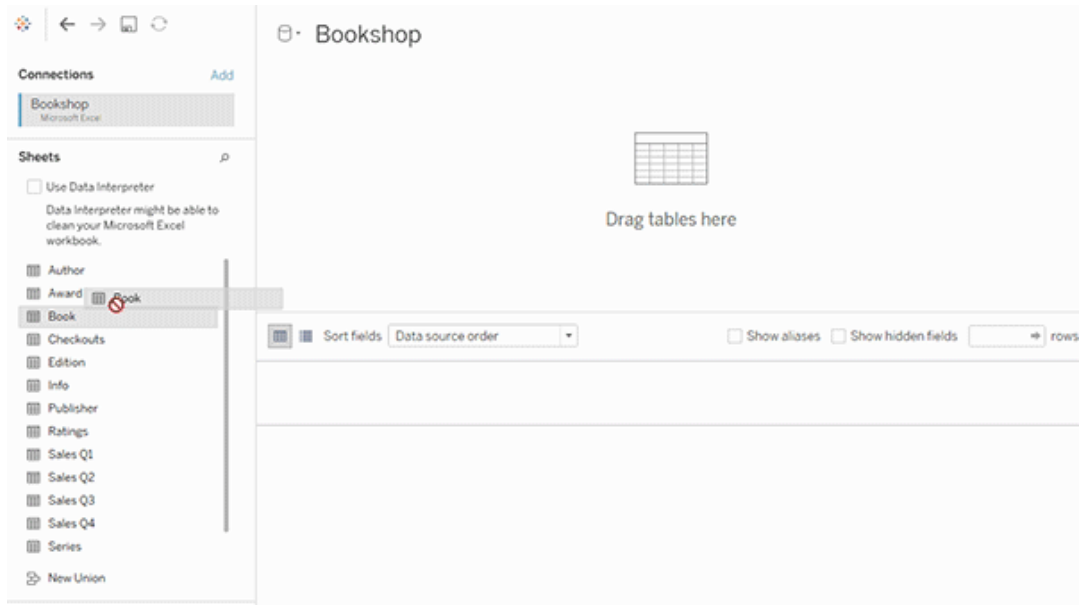 Bookshop
Connections
Add
Bookshop
Microsoft Excel
Sheets
Use Data Interpreter
Data Interpreter might be able to
clean your Microsoft Excel
workbook.
Author
Award
Book
Book
Checkouts
Edition
Info
Publisher
Ratings
Sales Q1
Sales Q2
Sales Q3
Sales Q4
Series
New Union
Drag tables here
Sort fields
Data source order
Show aliases
Show hidden fields
rows